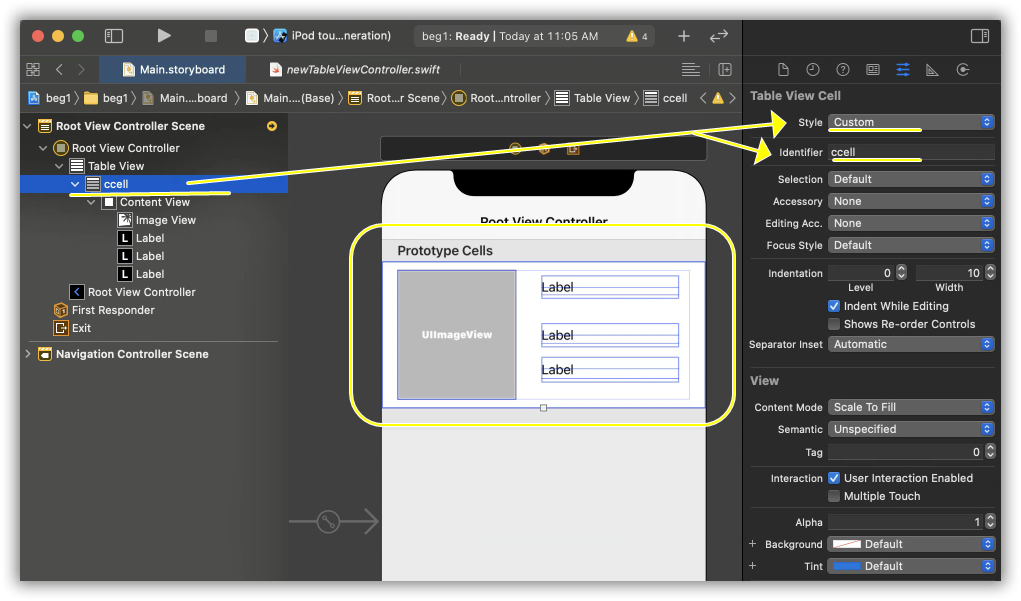 iPod tou...neration)
beg1: Ready | Today at 11:05 AM
4
Main.storyboard
newTableViewController.swift
beg1
beg1
Main....board
Main....(Base)
Root...r Scene
Root...ntroller
Table View
ccell
Root View Controller Scene
Root View Controller
Table View
ccell
Content View
Image View
L Label
L Label
L Label
Root View Controller
First Responder
Exit
Navigation Controller Scene
Root View Controller
Prototype Cells
UIImageView
Label
Label
Label
Table View Cell
Style Custom
Identifier ccell
Selection Default
Accessory None
Editing Acc. None
Focus Style Default
Indentation 0 10
Level Width
Indent While Editing
Shows Re-order Controls
Separator Inset Automatic
View
Content Mode Scale To Fill
Semantic Unspecified
Tag 0
Interaction User Interaction Enabled
Multiple Touch
Alpha 1
+ Background Default
+ Tint Default